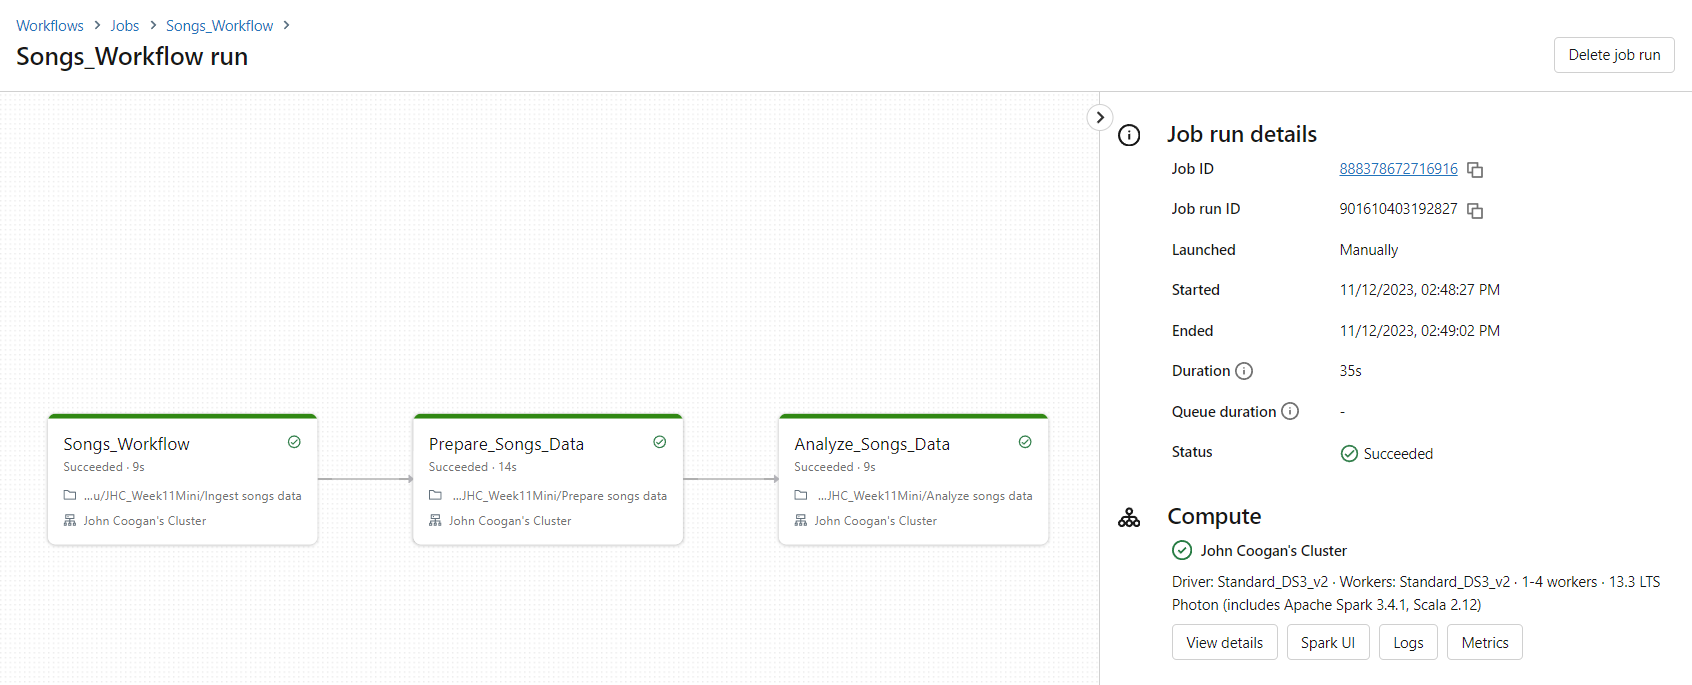 Workflows > Jobs > Songs_Workflow >
Songs_Workflow run
Delete job run
Songs_Workflow
Succeeded · 9s
...u/JHC_Week11Mini/Ingest songs data
John Coogan's Cluster
Prepare_Songs_Data
Succeeded · 14s
...JHC_Week11Mini/Prepare songs data
John Coogan's Cluster
Analyze_Songs_Data
Succeeded · 9s
...JHC_Week11Mini/Analyze songs data
John Coogan's Cluster
Job run details
Job ID 888378672716916
Job run ID 901610403192827
Launched Manually
Started 11/12/2023, 02:48:27 PM
Ended 11/12/2023, 02:49:02 PM
Duration 35s
Queue duration -
Status Succeeded
Compute
John Coogan's Cluster
Driver: Standard_DS3_v2 · Workers: Standard_DS3_v2 · 1-4 workers · 13.3 LTS
Photon (includes Apache Spark 3.4.1, Scala 2.12)
View details Spark UI Logs Metrics